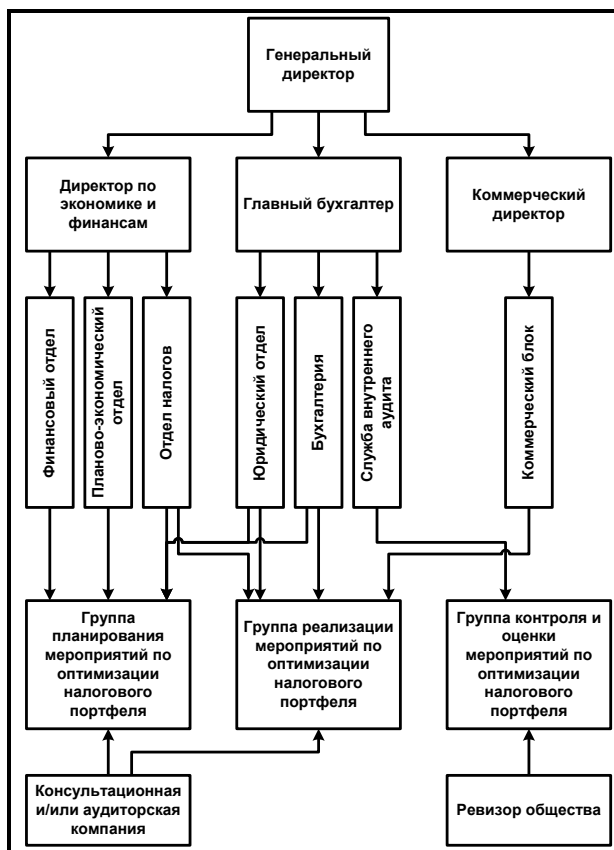 Генеральный
директор
Директор по
экономике и
финансам
Главный бухгалтер
Коммерческий
директор
Финансовый отдел
Планово-экономический
отдел
Отдел налогов
Юридический отдел
Бухгалтерия
Служба внутреннего
аудита
Коммерческий блок
Группа
планирования
мероприятий по
оптимизации
налогового
портфеля
Группа реализации
мероприятий по
оптимизации
налогового
портфеля
Группа контроля и
оценки
мероприятий по
оптимизации
налогового
портфеля
Консультационная
и/или аудиторская
компания
Ревизор общества